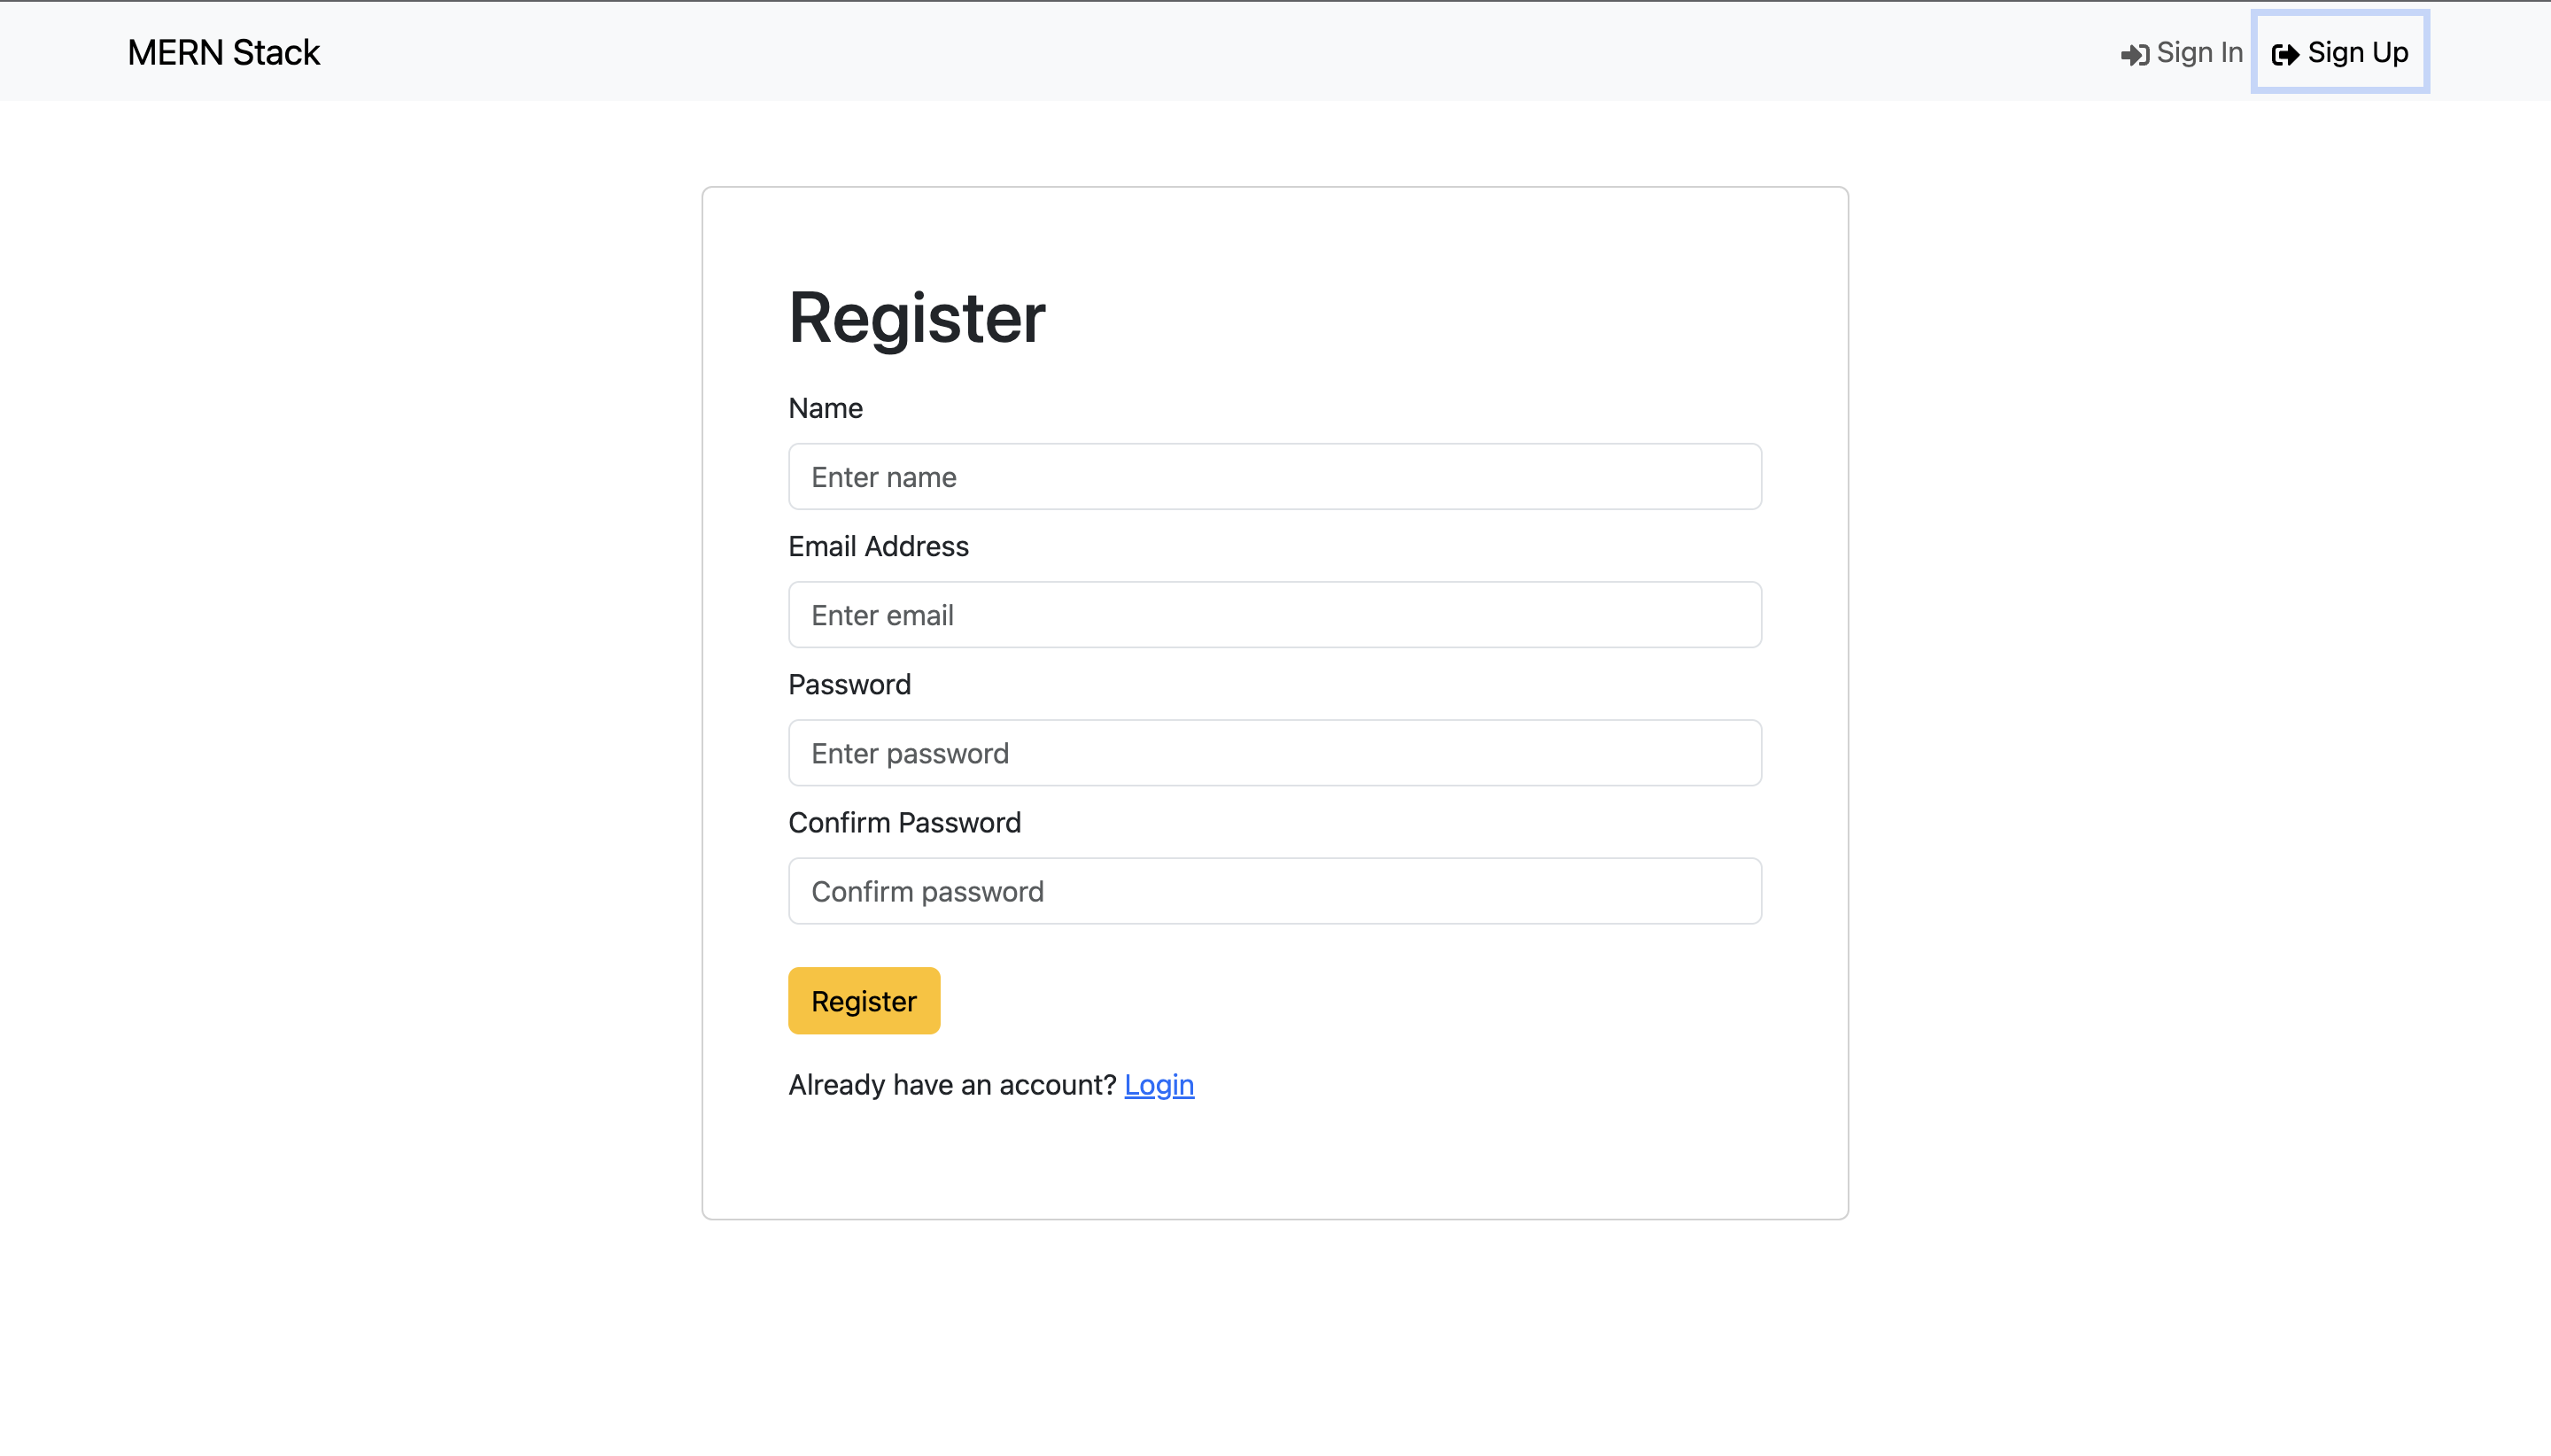 MERN Stack
Sign In
Sign Up
Register
Name
Enter name
Email Address
Enter email
Password
Enter password
Confirm Password
Confirm password
Register
Already have an account? Login